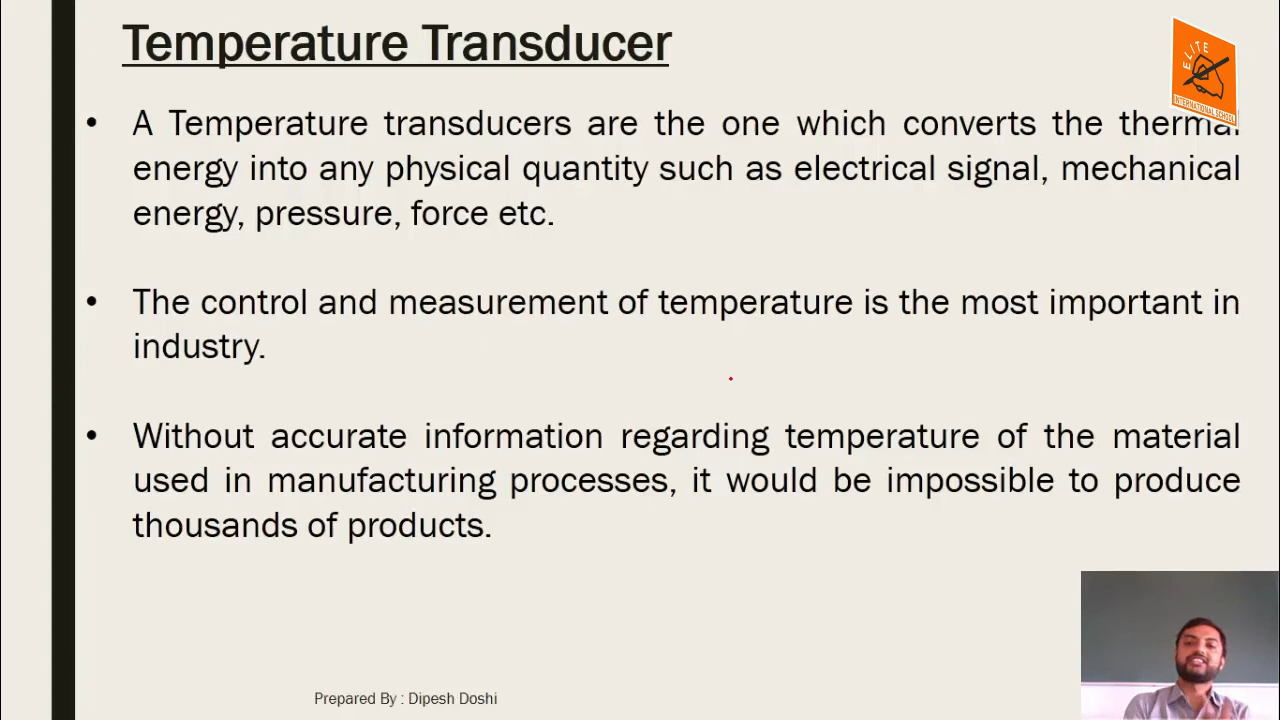 Temperature Transducer
ELITE
INTERNATIONAL SCHOOL
• A Temperature transducers are the one which converts the thermal
energy into any physical quantity such as electrical signal, mechanical
energy, pressure, force etc.
• The control and measurement of temperature is the most important in
industry.
• Without accurate information regarding temperature of the material
used in manufacturing processes, it would be impossible to produce
thousands of products.
Prepared By : Dipesh Doshi